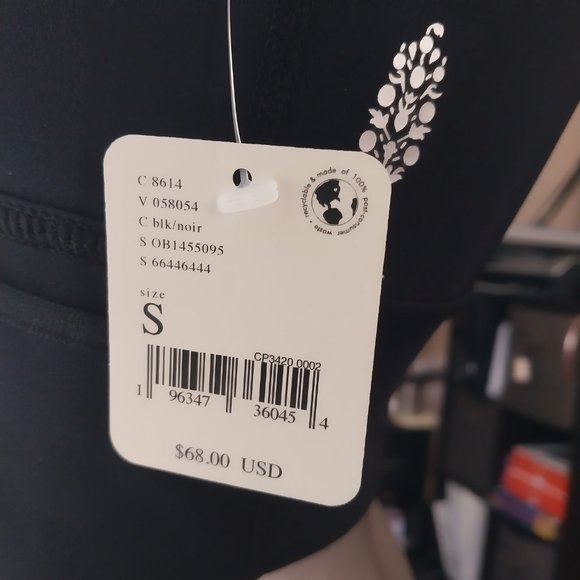 C 8614
V 058054
C blk/noir
S OB1455095
S 66446444
recyclable & made of 100% post-consumer waste
size
S
CP3420 0002
1 96347 36045 4
$68.00 USD